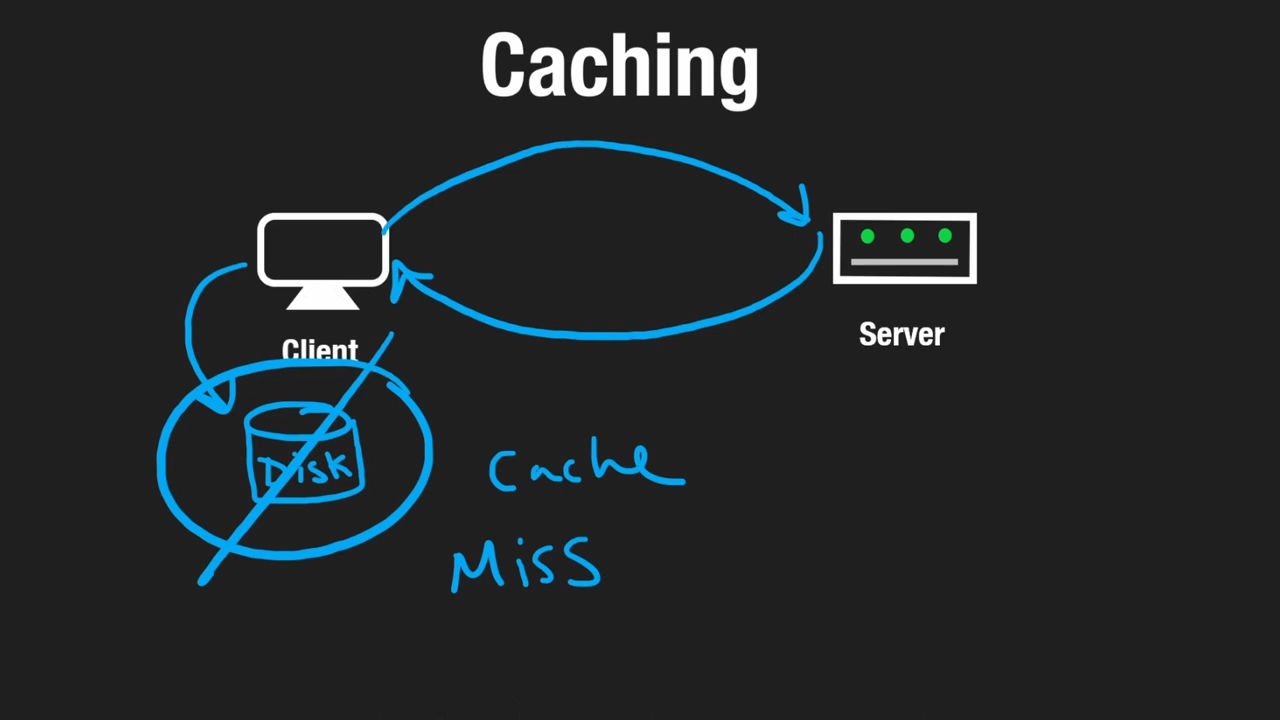 Caching
Client
Server
Disk
Cache
Miss